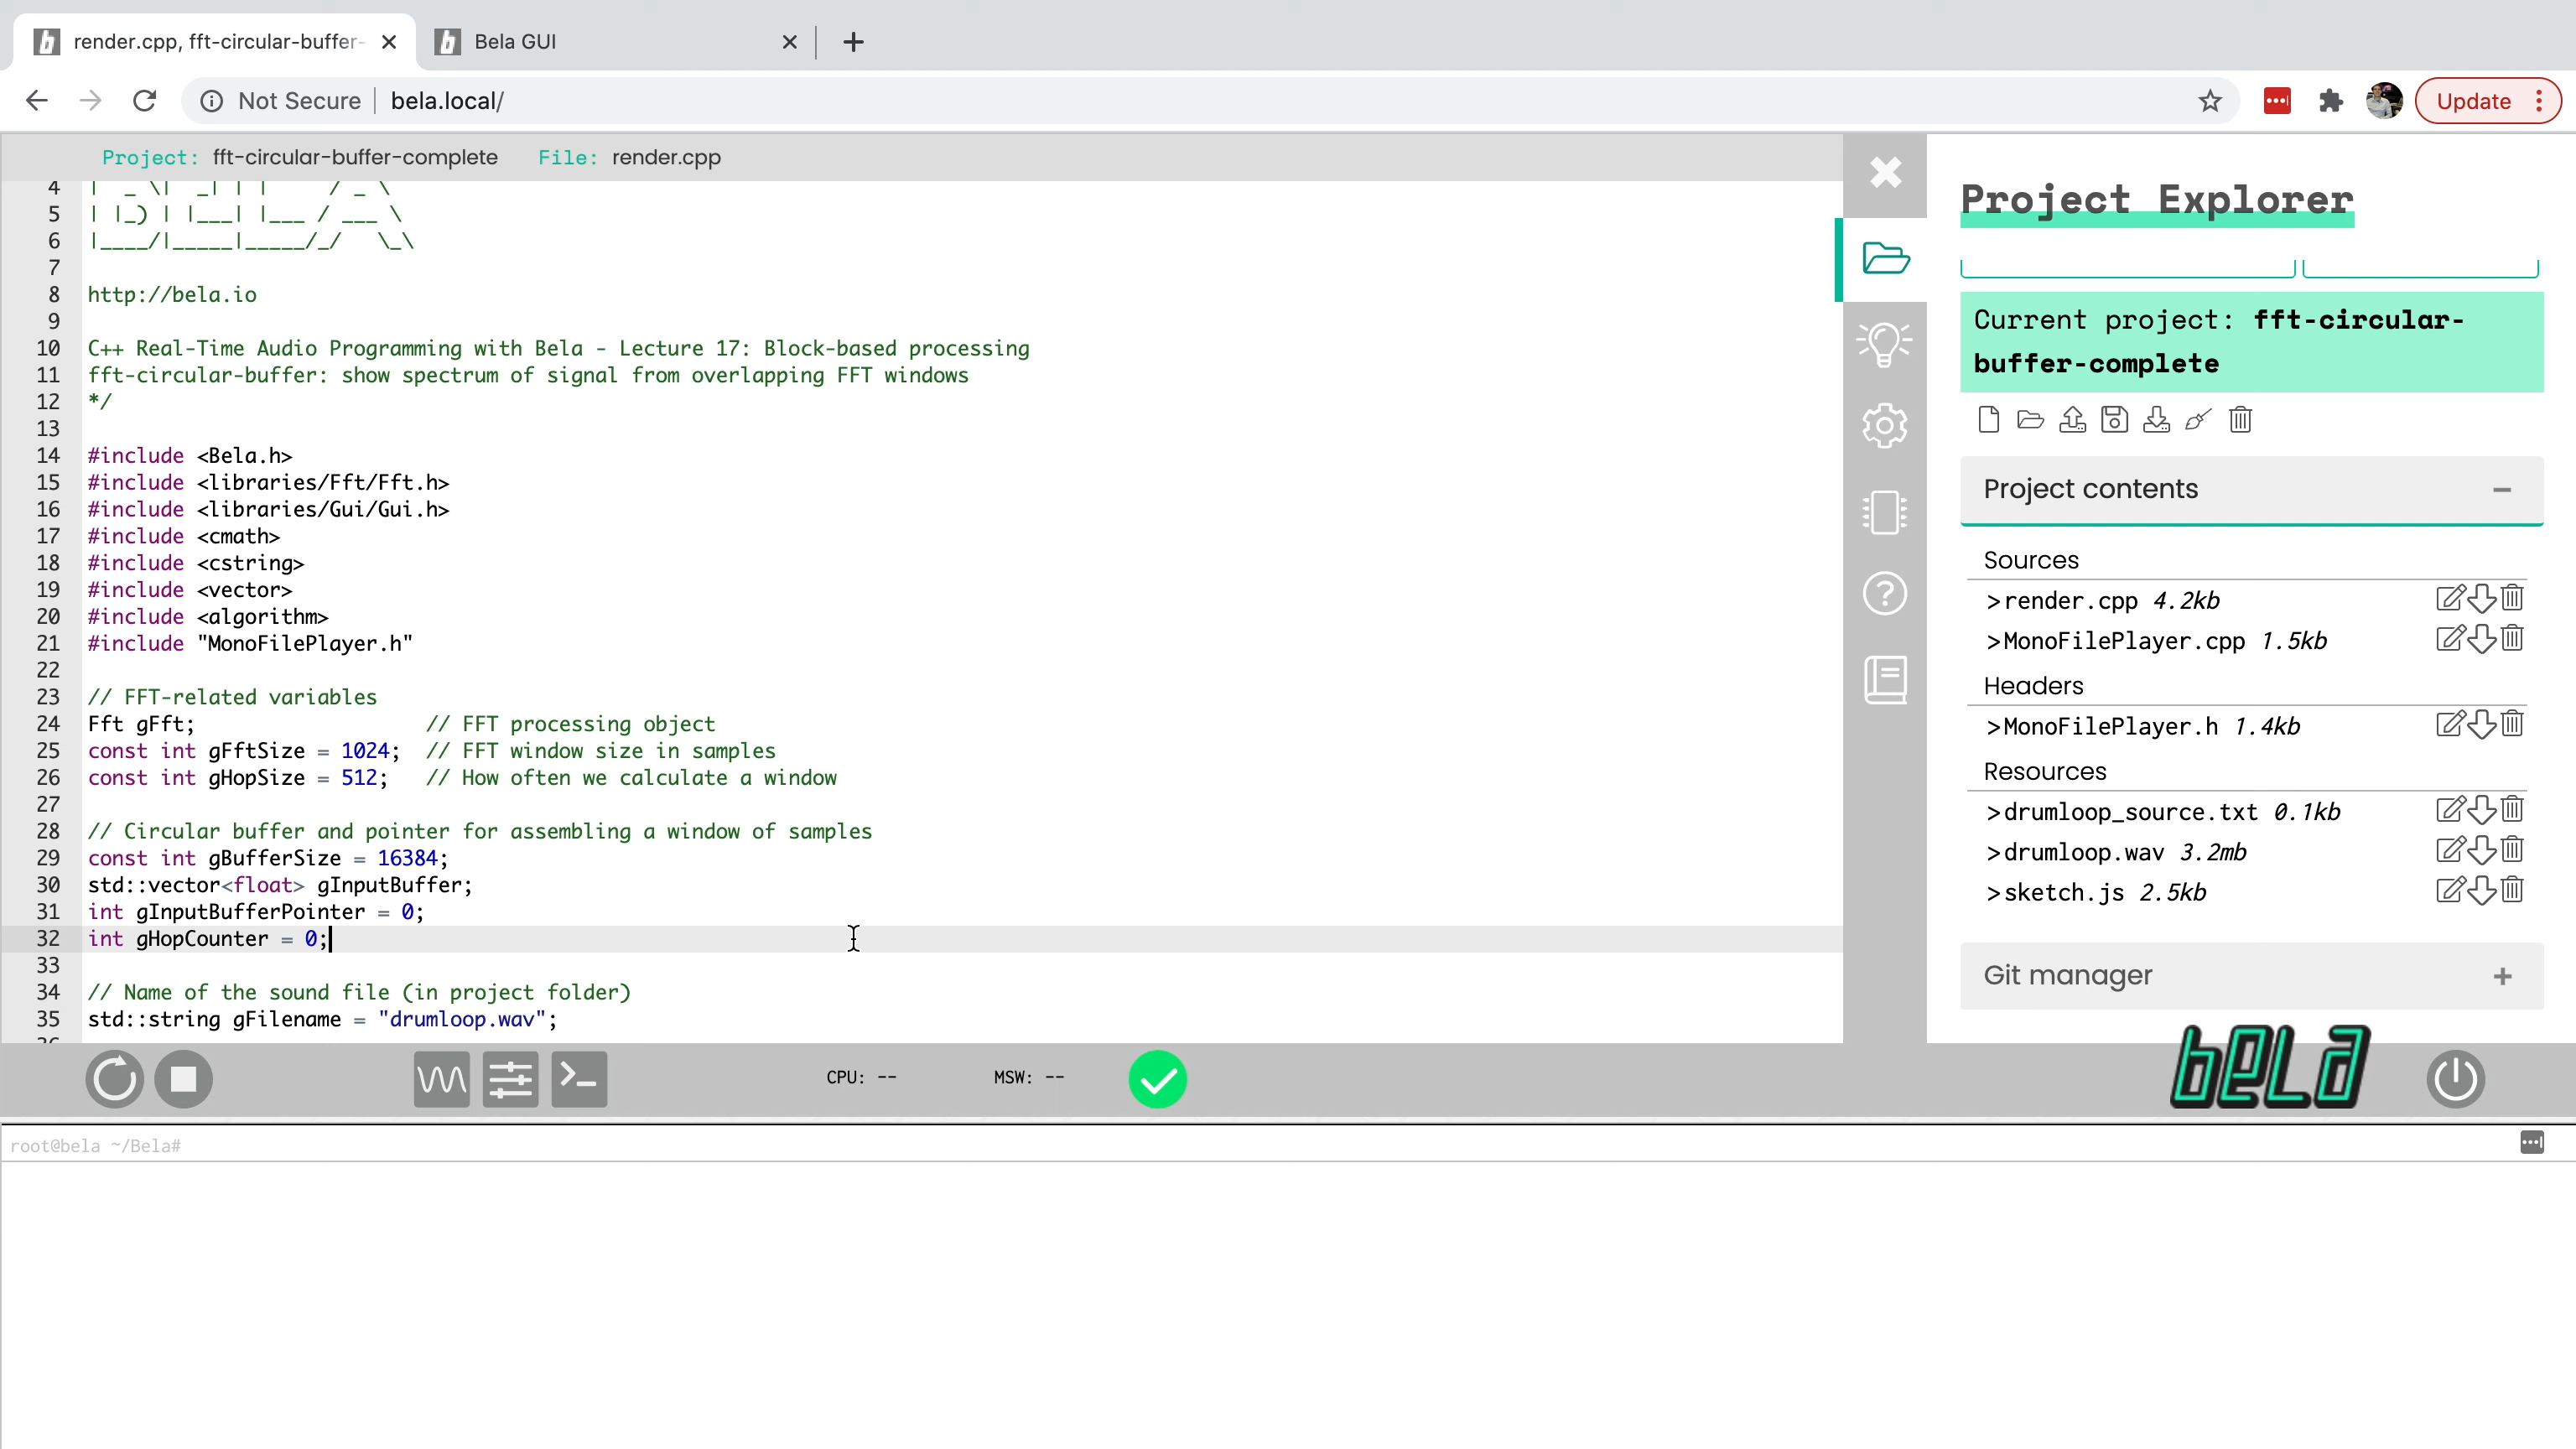 render.cpp, fft-circular-buffer-
Bela GUI
Not Secure
bela.local/
Update
Project: fft-circular-buffer-complete File: render.cpp
4 | _ \| _| | | / _ \
5 | |_) | |___| |___ / ___ \
6 |____/|_____|_____/_/ \_\
7
8 http://bela.io
9
10 C++ Real-Time Audio Programming with Bela - Lecture 17: Block-based processing
11 fft-circular-buffer: show spectrum of signal from overlapping FFT windows
12 */
13
14 #include <Bela.h>
15 #include <libraries/Fft/Fft.h>
16 #include <libraries/Gui/Gui.h>
17 #include <cmath>
18 #include <cstring>
19 #include <vector>
20 #include <algorithm>
21 #include "MonoFilePlayer.h"
22
23 // FFT-related variables
24 Fft gFft; // FFT processing object
25 const int gFftSize = 1024; // FFT window size in samples
26 const int gHopSize = 512; // How often we calculate a window
27
28 // Circular buffer and pointer for assembling a window of samples
29 const int gBufferSize = 16384;
30 std::vector<float> gInputBuffer;
31 int gInputBufferPointer = 0;
32 int gHopCounter = 0;
33
34 // Name of the sound file (in project folder)
35 std::string gFilename = "drumloop.wav";
Project Explorer
Current project: fft-circular-
buffer-complete
Project contents
Sources
>render.cpp 4.2kb
>MonoFilePlayer.cpp 1.5kb
Headers
>MonoFilePlayer.h 1.4kb
Resources
>drumloop_source.txt 0.1kb
>drumloop.wav 3.2mb
>sketch.js 2.5kb
Git manager
CPU: --
MSW: --
bela
root@bela ~/Bela#